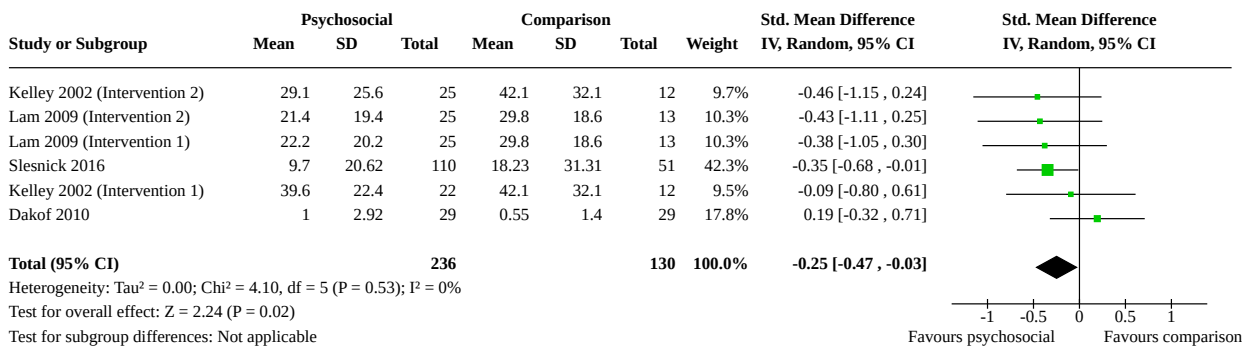 Psychosocial Comparison Std. Mean Difference Std. Mean Difference
Study or Subgroup Mean SD Total Mean SD Total Weight IV, Random, 95% CI IV, Random, 95% CI
Kelley 2002 (Intervention 2) 29.1 25.6 25 42.1 32.1 12 9.7% -0.46 [-1.15 , 0.24]
Lam 2009 (Intervention 2) 21.4 19.4 25 29.8 18.6 13 10.3% -0.43 [-1.11 , 0.25]
Lam 2009 (Intervention 1) 22.2 20.2 25 29.8 18.6 13 10.3% -0.38 [-1.05 , 0.30]
Slesnick 2016 9.7 20.62 110 18.23 31.31 51 42.3% -0.35 [-0.68 , -0.01]
Kelley 2002 (Intervention 1) 39.6 22.4 22 42.1 32.1 12 9.5% -0.09 [-0.80 , 0.61]
Dakof 2010 1 2.92 29 0.55 1.4 29 17.8% 0.19 [-0.32 , 0.71]
Total (95% CI) 236 130 100.0% -0.25 [-0.47 , -0.03]
Heterogeneity: Tau² = 0.00; Chi² = 4.10, df = 5 (P = 0.53); I² = 0%
Test for overall effect: Z = 2.24 (P = 0.02) -1 -0.5 0 0.5 1
Test for subgroup differences: Not applicable Favours psychosocial Favours comparison